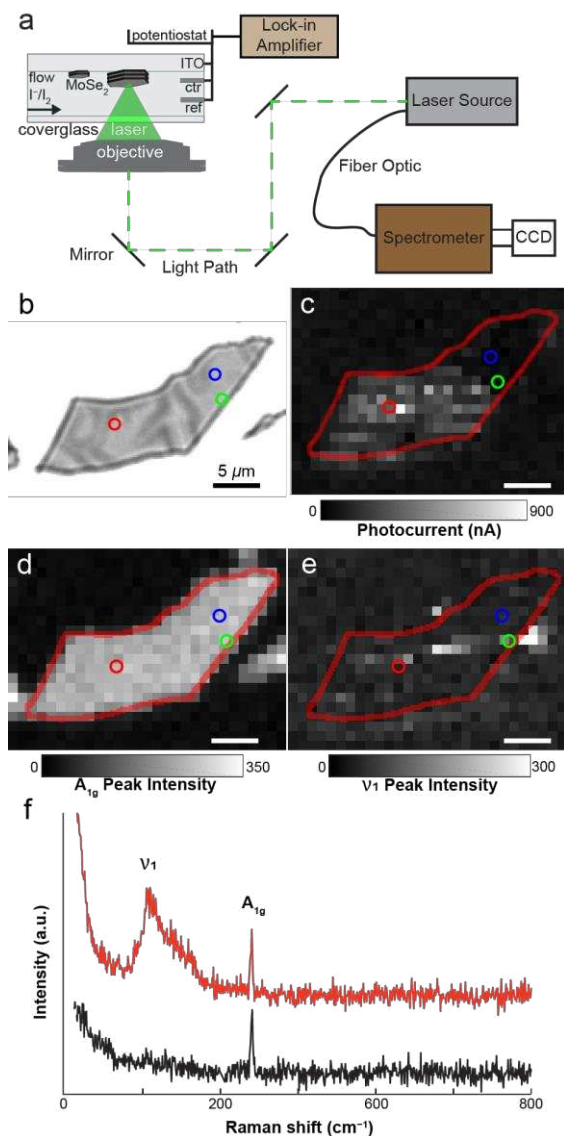 a
potentiostat
Lock-in
Amplifier
ITO
flow
I⁻/I₂
MoSe₂
ctr
ref
coverglass
laser
objective
Laser Source
Fiber Optic
Mirror
Light Path
Spectrometer
CCD
b
5 µm
c
0
900
Photocurrent (nA)
d
0
350
A₁g Peak Intensity
e
0
300
ν₁ Peak Intensity
f
ν₁
A₁g
Intensity (a.u.)
0
200
400
600
800
Raman shift (cm⁻¹)